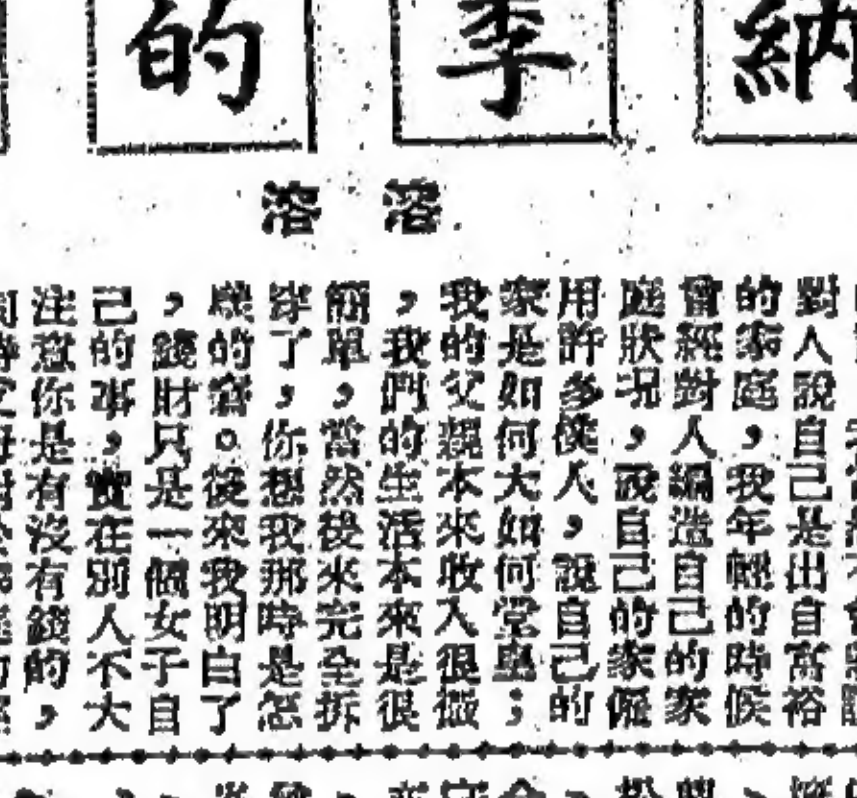 納李的
溶溶
對人說自己是出自富裕
的家庭,我年輕的時候
曾經對人編造自己的家
庭狀況,說自己的家僱
用許多僕人,說自己的
家是如何大如何堂皇;
我的父親本來收入很微
,我們的生活本來是很
簡單,當然後來完全拆
穿了,你想我那時是怎
樣的窘。後來我明白了
,錢財只是一個女子自
己的事,實在別人不大
注意你是有沒有錢的,